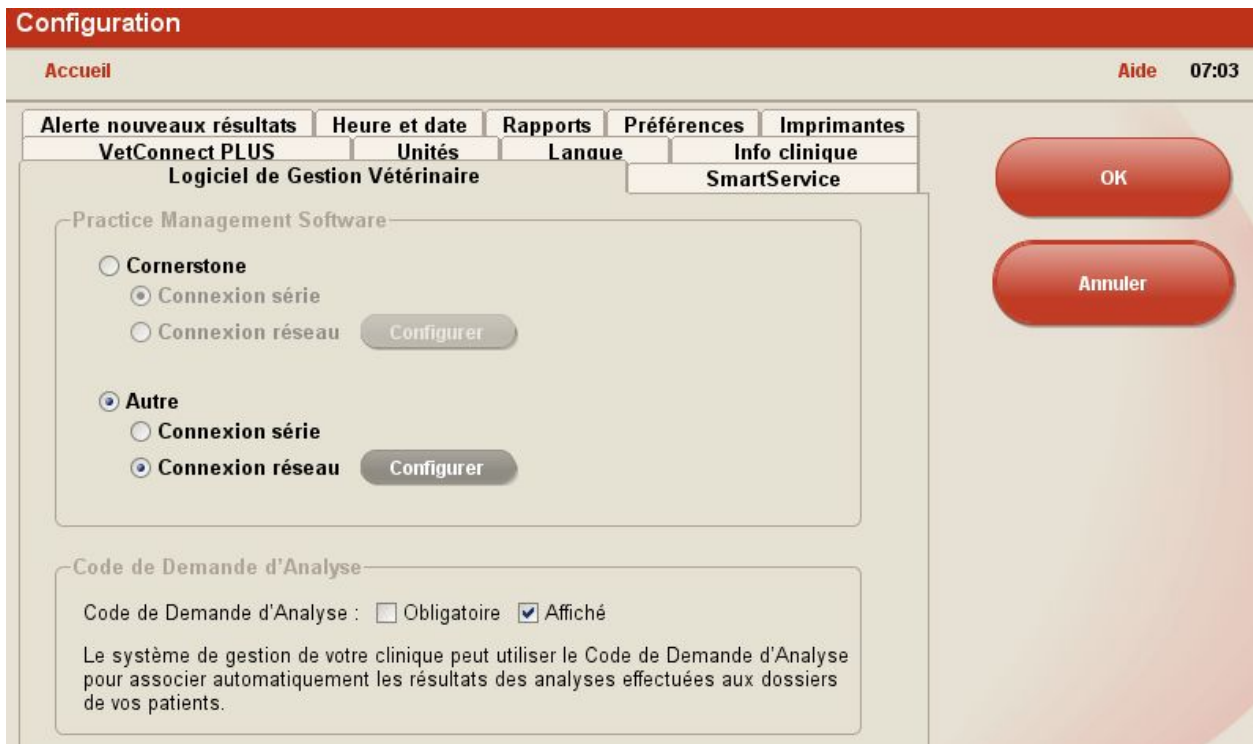 Configuration
Accueil
Aide 07:03
Alerte nouveaux résultats Heure et date Rapports Préférences Imprimantes
VetConnect PLUS Unités Langue Info clinique
Logiciel de Gestion Vétérinaire SmartService
Practice Management Software
Cornerstone
Connexion série
Connexion réseau Configurer
Autre
Connexion série
Connexion réseau Configurer
Code de Demande d'Analyse
Code de Demande d'Analyse : Obligatoire Affiché
Le système de gestion de votre clinique peut utiliser le Code de Demande d'Analyse
pour associer automatiquement les résultats des analyses effectuées aux dossiers
de vos patients.
OK
Annuler